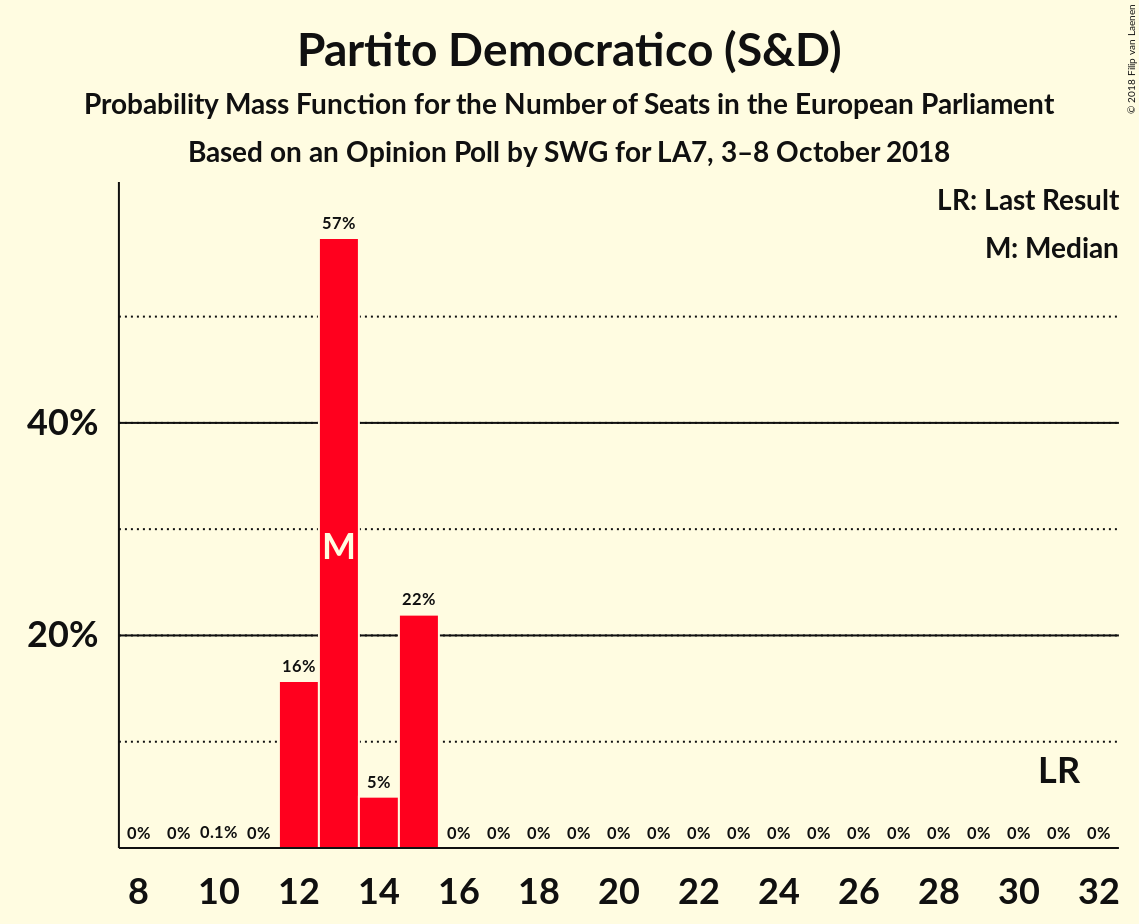 Partito Democratico (S&D)
Probability Mass Function for the Number of Seats in the European Parliament
Based on an Opinion Poll by SWG for LA7, 3–8 October 2018
© 2018 Filip van Laenen
LR: Last Result
M: Median
57%
40%
M
22%
20%
16%
LR
5%
0% 0% 0.1% 0% 0% 0% 0% 0% 0% 0% 0% 0% 0% 0% 0% 0% 0% 0% 0% 0% 0%
8 10 12 14 16 18 20 22 24 26 28 30 32